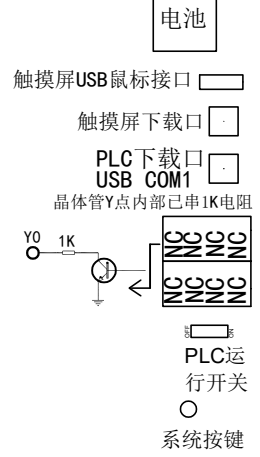 电池
触摸屏USB鼠标接口
触摸屏下载口
PLC下载口
USB COM1
晶体管Y点内部已串1K电阻
Y0 1K
NC NC NC NC
NC NC NC NC
OFF ON
PLC运
行开关
系统按键